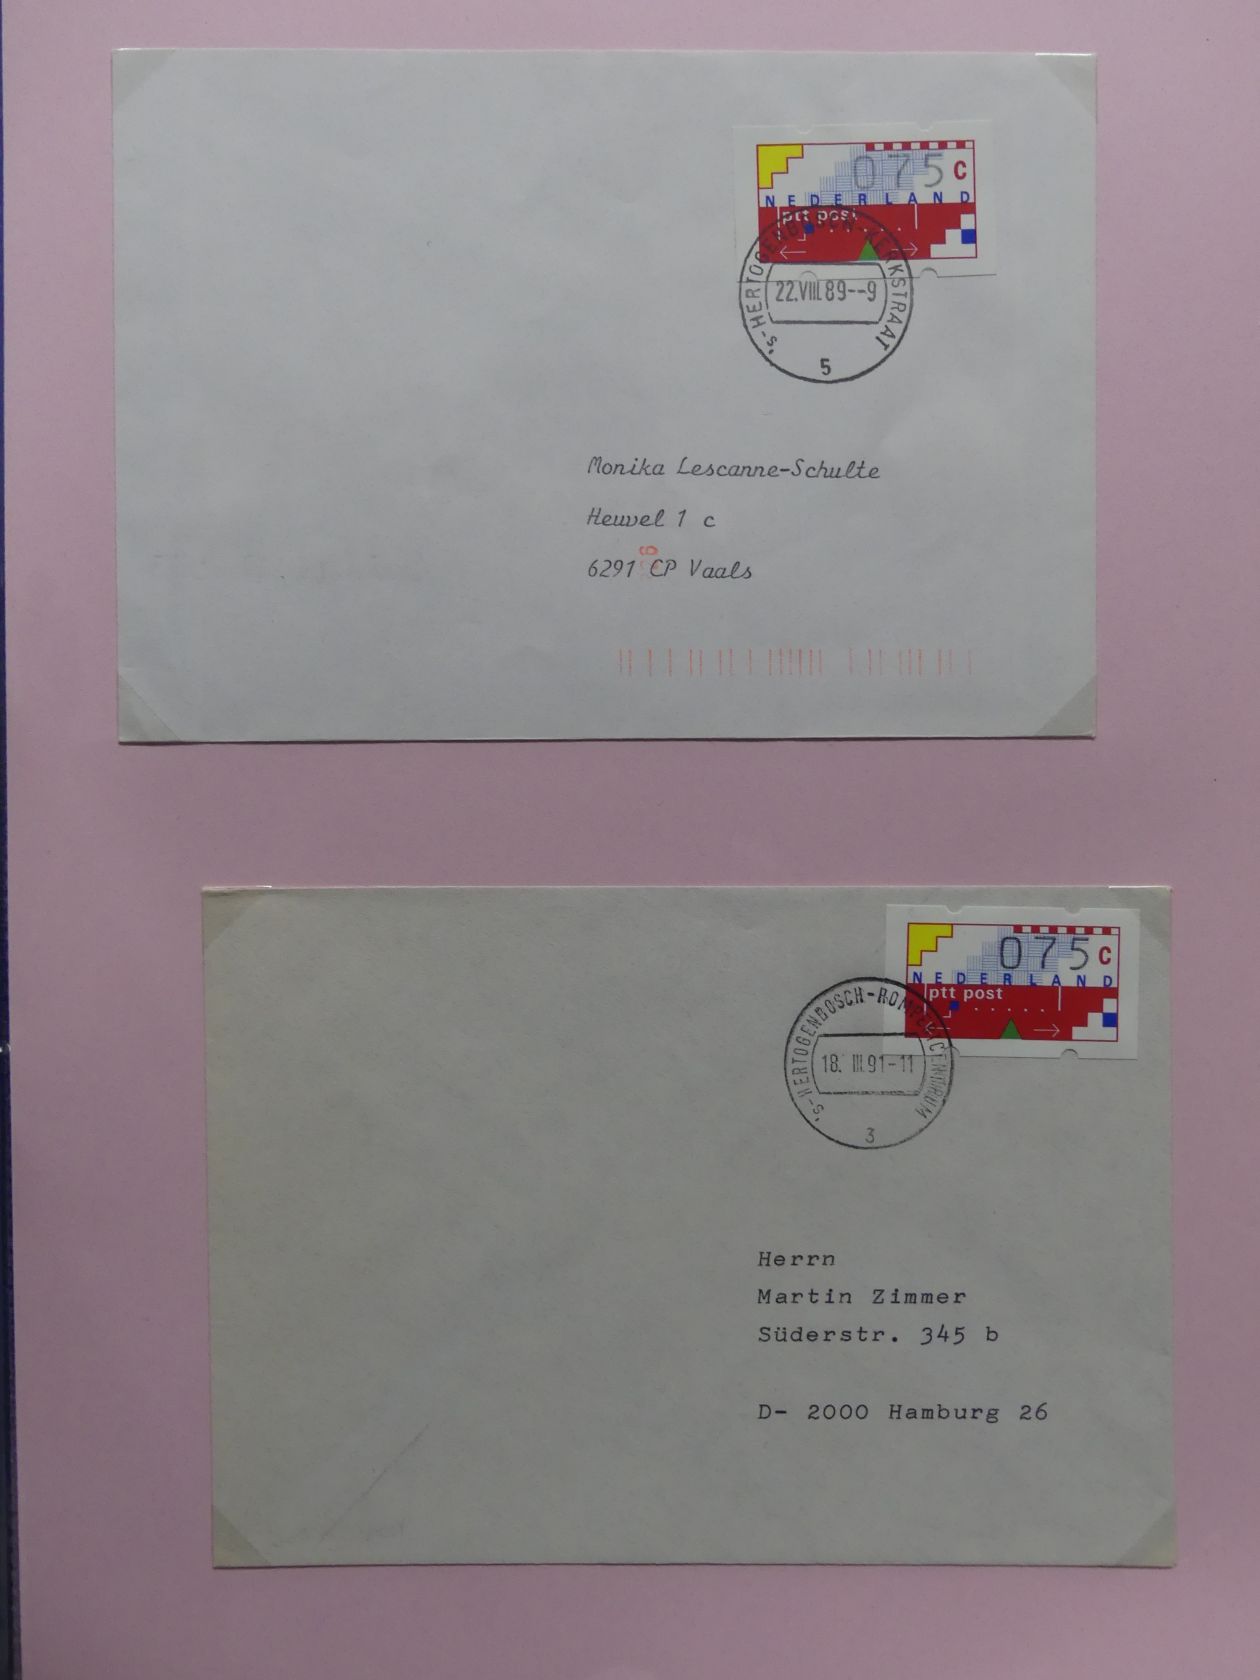 075 C
NEDERLAND
ptt post
's-HERTOGENBOSCH-KERKSTRAAT
22.VIII.89--9
5
Monika Lescanne-Schulte
Heuvel 1 c
6291 CP Vaals
075 C
NEDERLAND
ptt post
's-HERTOGENBOSCH-ROMPERTCENTRUM
18. III.91-11
3
Herrn
Martin Zimmer
Süderstr. 345 b
D- 2000 Hamburg 26